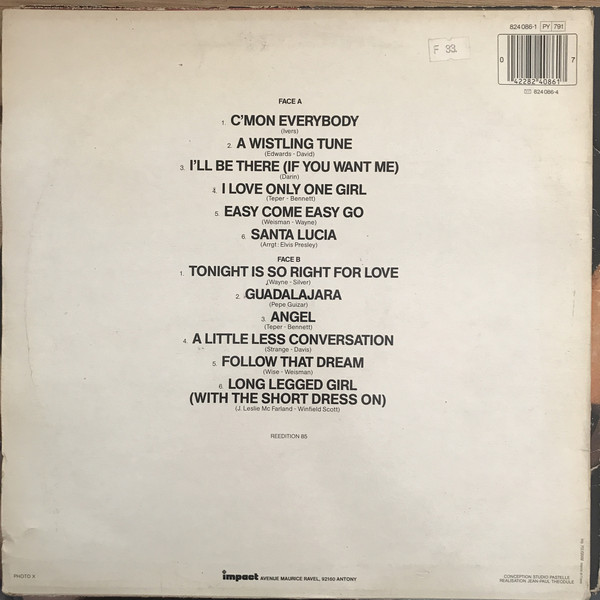 824 086-1 PY 791
F 93
0 42282 40861 7
824 086-4
FACE A
1. C'MON EVERYBODY
(Ivers)
2. A WISTLING TUNE
(Edwards - David)
3. I'LL BE THERE (IF YOU WANT ME)
(Darin)
4. I LOVE ONLY ONE GIRL
(Teper - Bennett)
5. EASY COME EASY GO
(Weisman - Wayne)
6. SANTA LUCIA
(Arrgt: Elvis Presley)
FACE B
1. TONIGHT IS SO RIGHT FOR LOVE
(Wayne - Silver)
2. GUADALAJARA
(Pepe Guizar)
3. ANGEL
(Teper - Bennett)
4. A LITTLE LESS CONVERSATION
(Strange - Davis)
5. FOLLOW THAT DREAM
(Wise - Weisman)
6. LONG LEGGED GIRL
(WITH THE SHORT DRESS ON)
(J. Leslie Mc Farland - Winfield Scott)
REEDITION 85
PHOTO X
impact AVENUE MAURICE RAVEL, 92160 ANTONY
CONCEPTION STUDIO PASTELLE
REALISATION JEAN-PAUL THEODULE